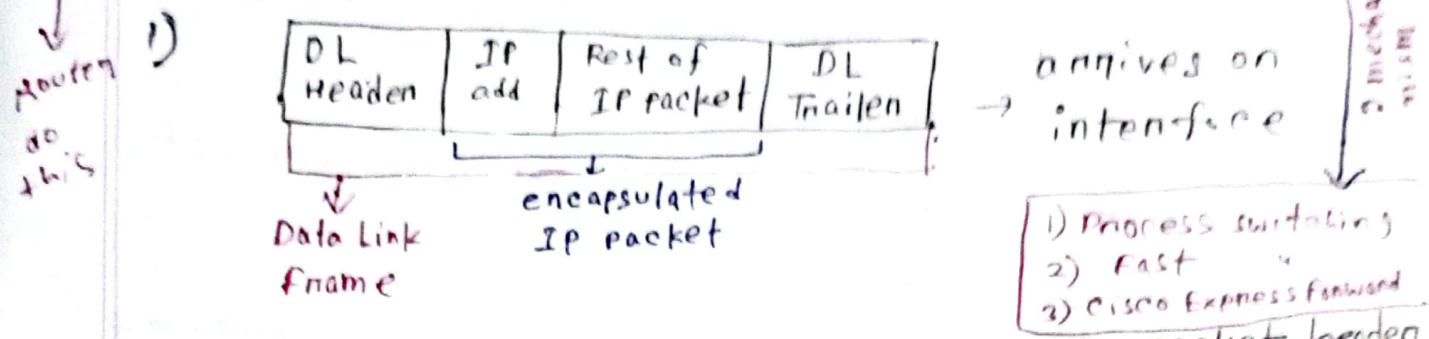 Router
do
this
1)
DL
Header
IP
add
Rest of
IP packet
DL
Trailer
→ arrives on
interface
encapsulated
IP packet
Data Link
frame
1) Process switching
2) Fast "
3) Cisco Express Forward
header